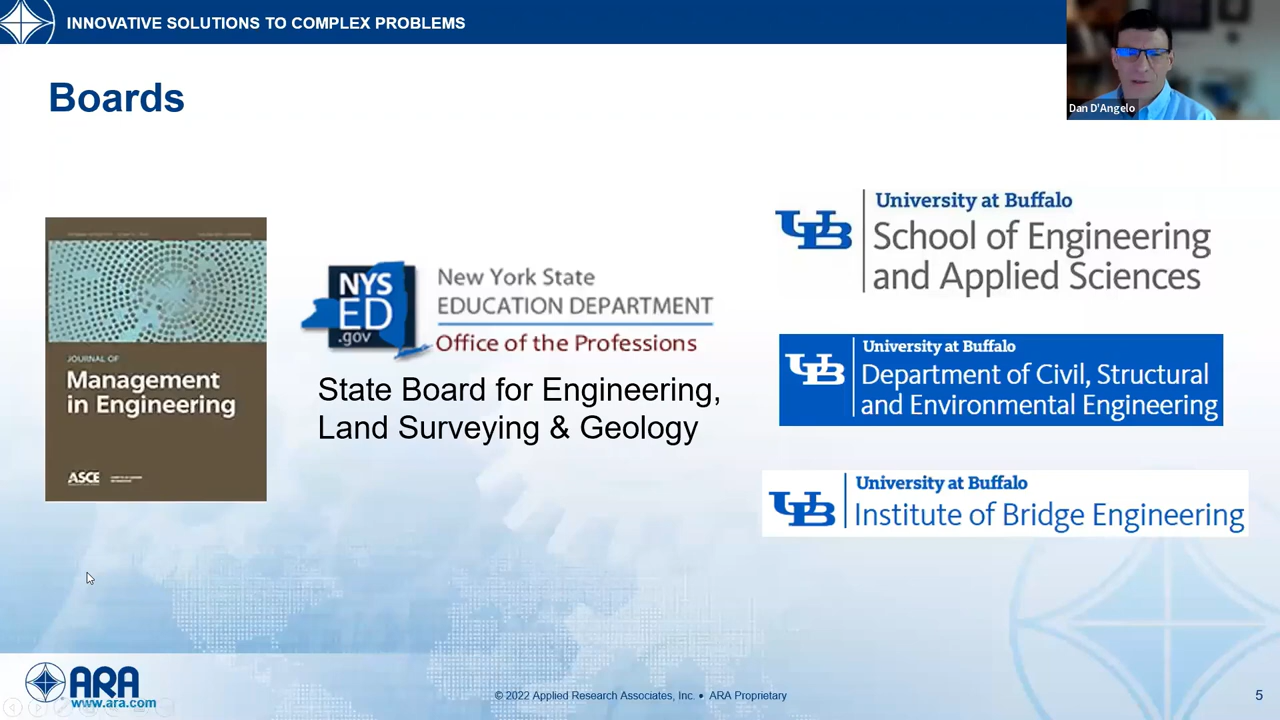 INNOVATIVE SOLUTIONS TO COMPLEX PROBLEMS
Dan D'Angelo
Boards
JOURNAL OF
Management
in Engineering
ASCE
NYS
ED
.gov
New York State
EDUCATION DEPARTMENT
Office of the Professions
State Board for Engineering,
Land Surveying & Geology
UB
University at Buffalo
School of Engineering
and Applied Sciences
UB
University at Buffalo
Department of Civil, Structural
and Environmental Engineering
UB
University at Buffalo
Institute of Bridge Engineering
ARA
www.ara.com
© 2022 Applied Research Associates, Inc. • ARA Proprietary
5